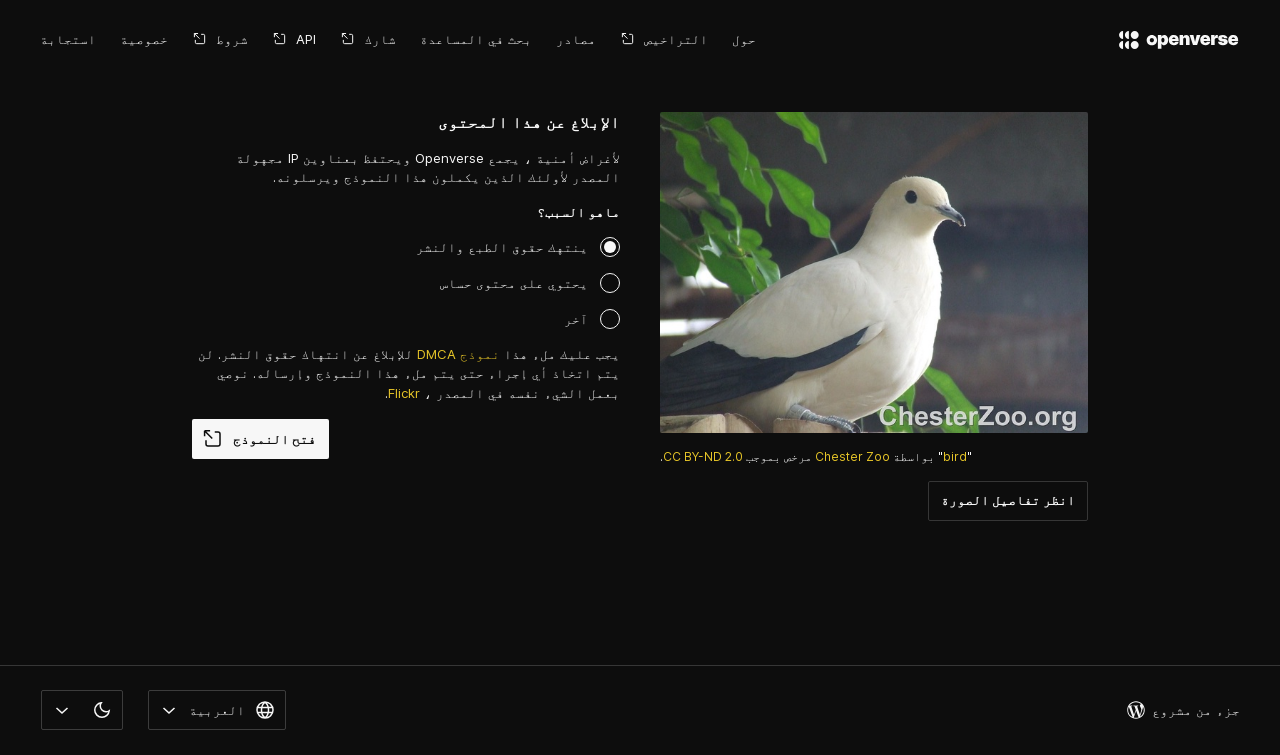 openverse
حول
التراخيص
مصادر
بحث في المساعدة
شارك
API
شروط
خصوصية
استجابة
ChesterZoo.org
"bird" بواسطة Chester Zoo مرخص بموجب CC BY-ND 2.0.
انظر تفاصيل الصورة
الإبلاغ عن هذا المحتوى
لأغراض أمنية ، يجمع Openverse ويحتفظ بعناوين IP مجهولة
المصدر لأولئك الذين يكملون هذا النموذج ويرسلونه.
ماهو السبب؟
ينتهك حقوق الطبع والنشر
يحتوي على محتوى حساس
آخر
يجب عليك ملء هذا نموذج DMCA للإبلاغ عن انتهاك حقوق النشر. لن
يتم اتخاذ أي إجراء حتى يتم ملء هذا النموذج وإرساله. نوصي
بعمل الشيء نفسه في المصدر ، Flickr.
فتح النموذج
جزء من مشروع
العربية